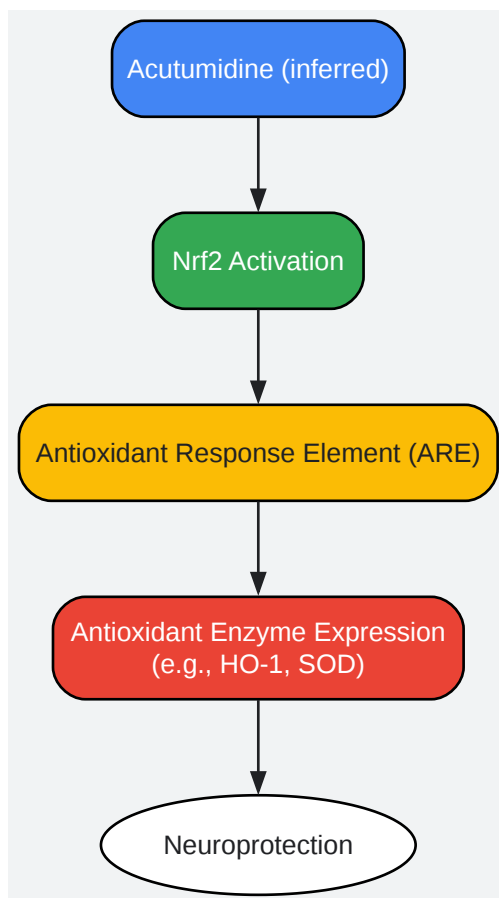 Acutumidine (inferred)
Nrf2 Activation
Antioxidant Response Element (ARE)
Antioxidant Enzyme Expression
(e.g., HO-1, SOD)
Neuroprotection